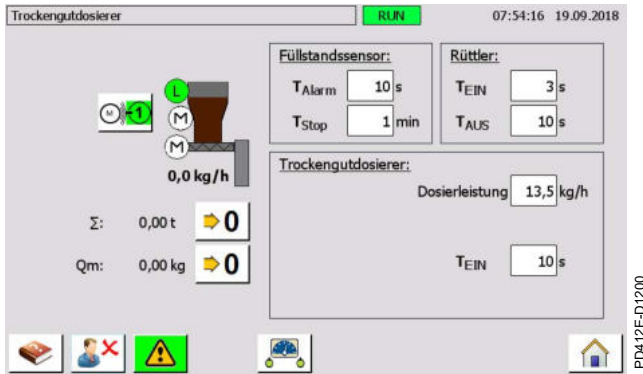 Trockengutdosierer
RUN
07:54:16 19.09.2018
Füllstandssensor:
TAlarm 10 s
TStop 1 min
Rüttler:
TEIN 3 s
TAUS 10 s
M 1
L
M
M
0,0 kg/h
Σ: 0,00 t 0
Qm: 0,00 kg 0
Trockengutdosierer:
Dosierleistung 13,5 kg/h
TEIN 10 s
PD412E-D1200